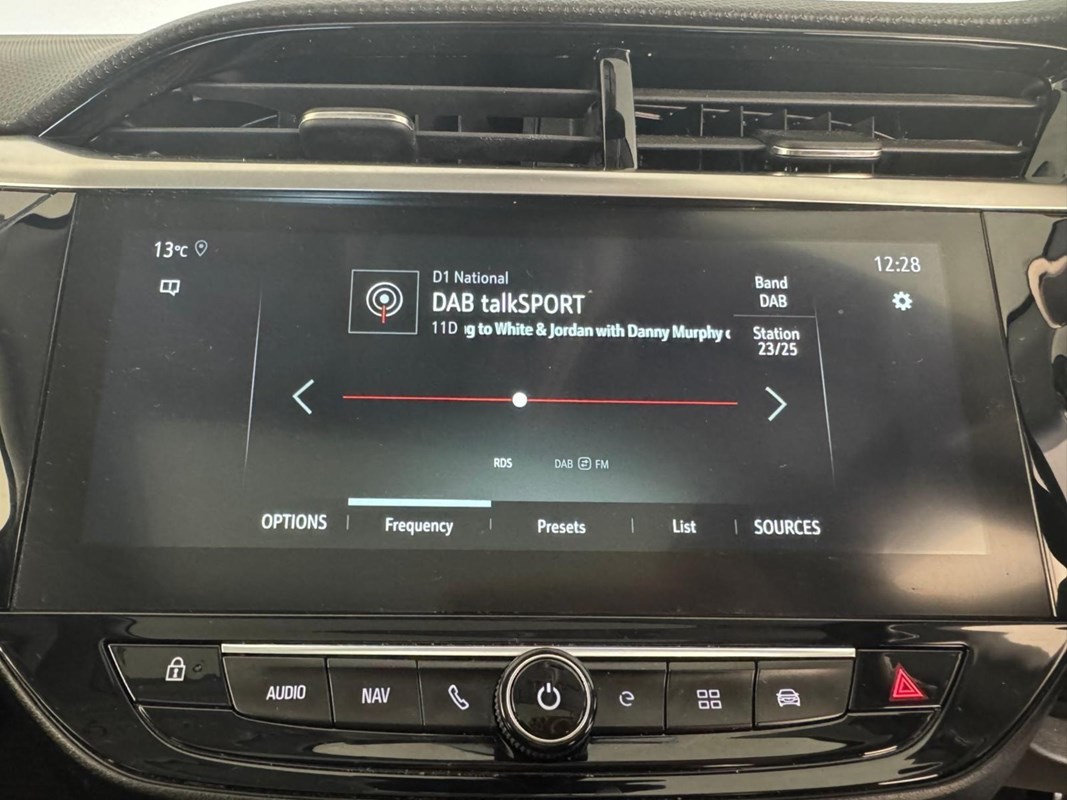 13°C
12:28
D1 National
DAB talkSPORT
11D g to White & Jordan with Danny Murphy
Band
DAB
Station
23/25
RDS
DAB FM
OPTIONS
Frequency
Presets
List
SOURCES
AUDIO
NAV